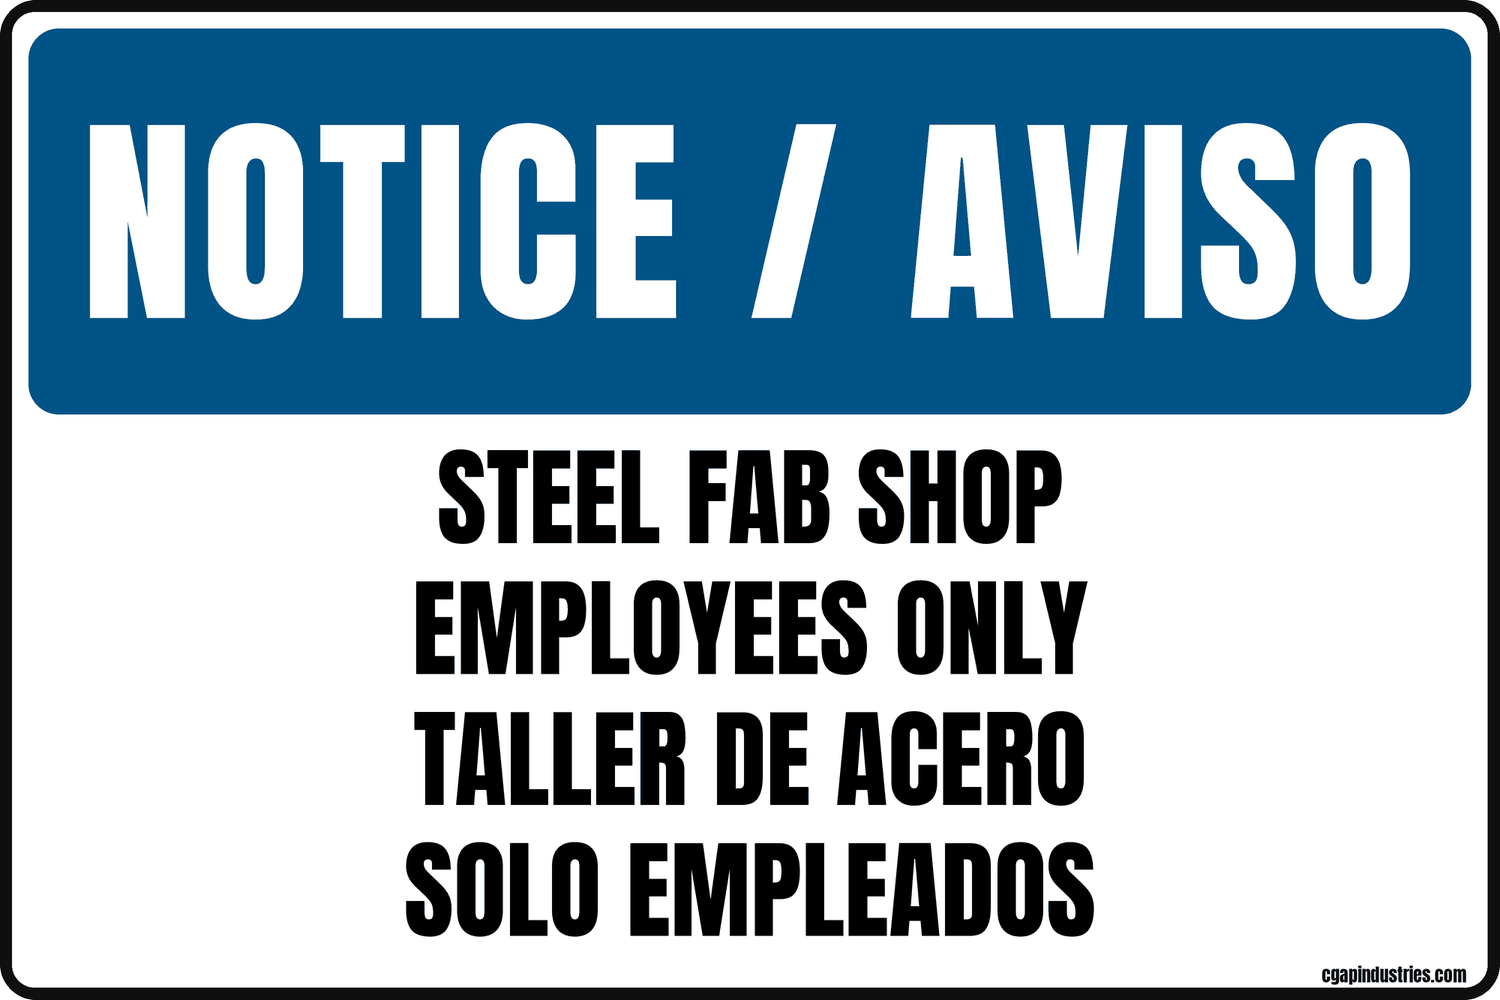 NOTICE / AVISO
STEEL FAB SHOP
EMPLOYEES ONLY
TALLER DE ACERO
SOLO EMPLEADOS
cgapindustries.com